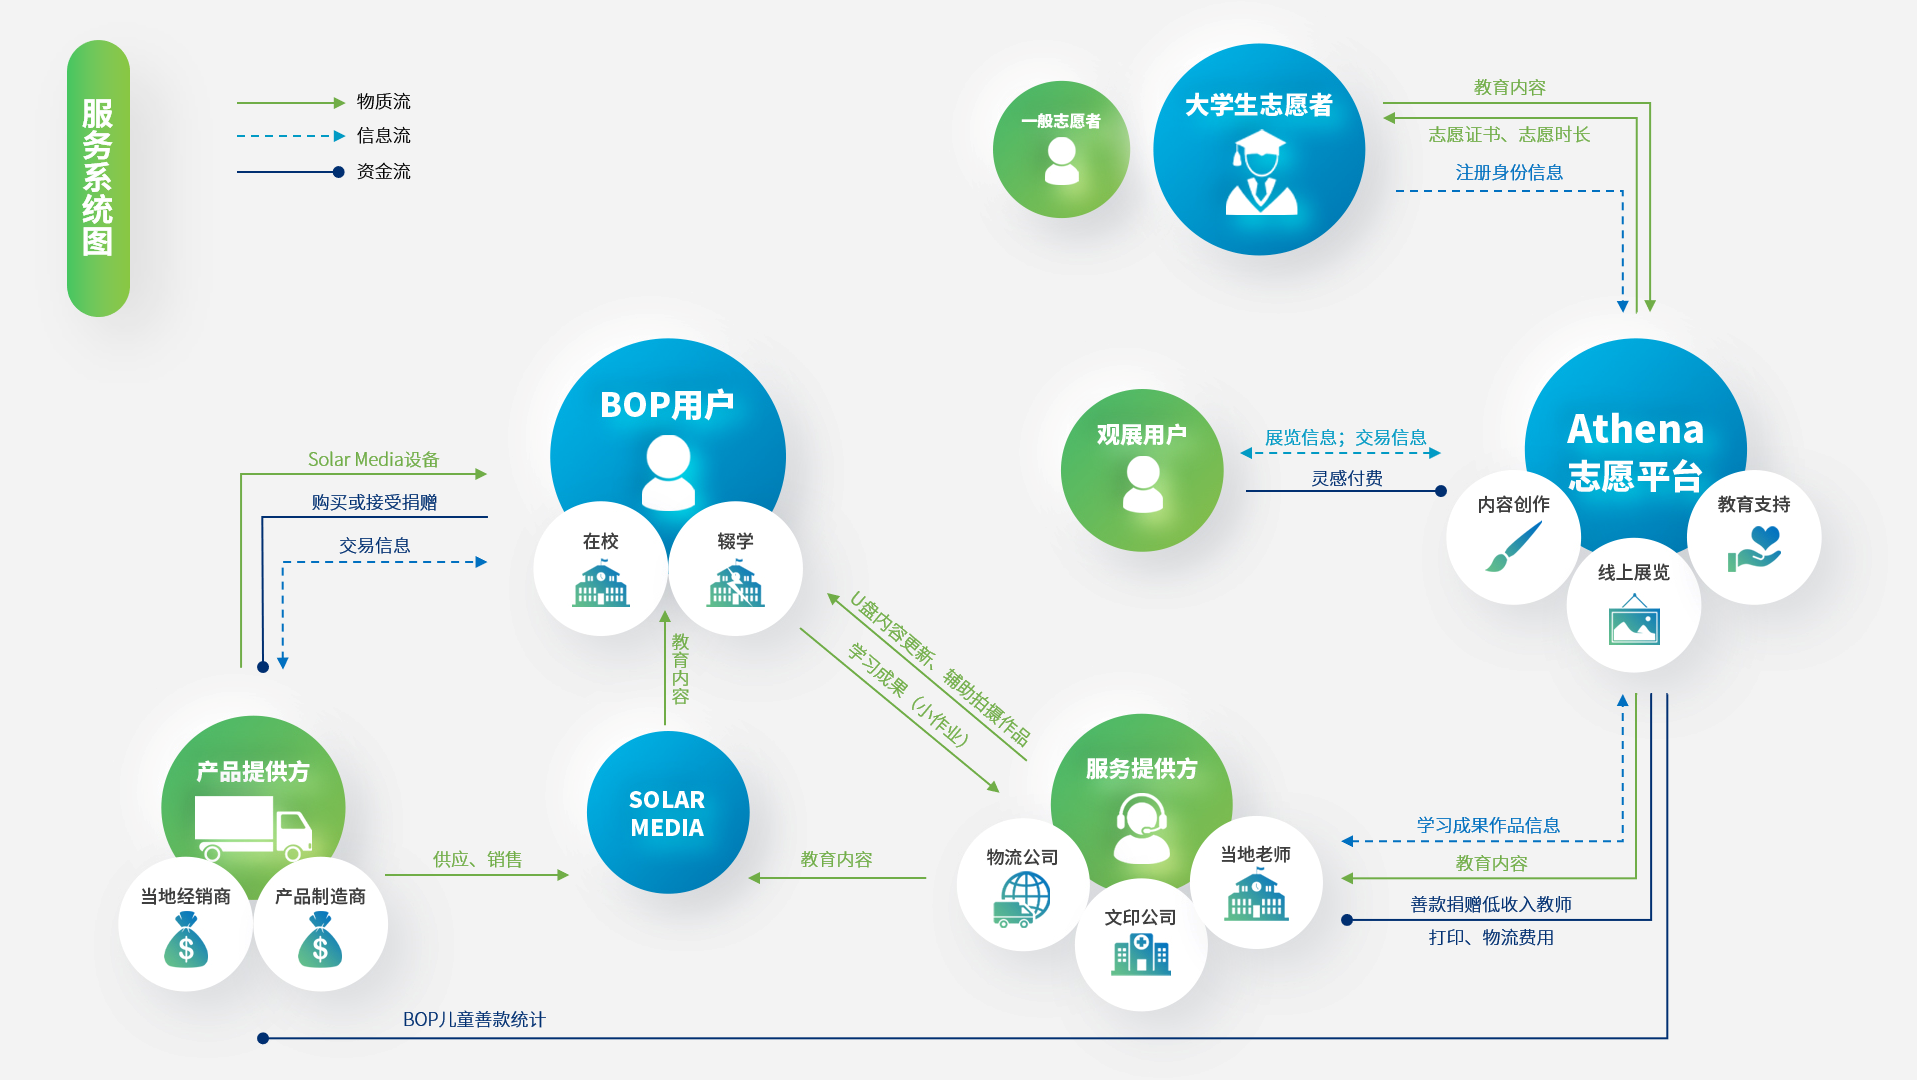 服务系统图
物质流
信息流
资金流
一般志愿者
大学生志愿者
教育内容
志愿证书、志愿时长
注册身份信息
BOP用户
在校
辍学
观展用户
展览信息；交易信息
灵感付费
Athena
志愿平台
内容创作
教育支持
线上展览
Solar Media设备
购买或接受捐赠
交易信息
教育内容
U盘内容更新、辅助拍摄作品
学习成果（小作业）
产品提供方
当地经销商
产品制造商
供应、销售
SOLAR
MEDIA
教育内容
服务提供方
物流公司
当地老师
文印公司
学习成果作品信息
教育内容
善款捐赠低收入教师
打印、物流费用
BOP儿童善款统计
$
$